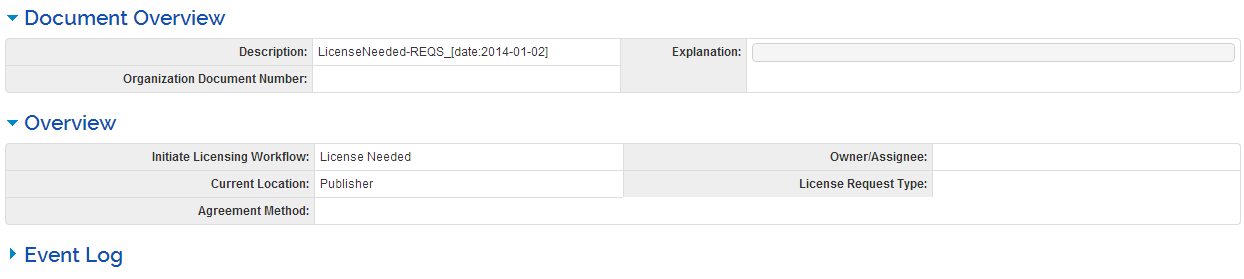 Document Overview
Description: LicenseNeeded-REQS_[date:2014-01-02] Explanation:
Organization Document Number:
Overview
Initiate Licensing Workflow: License Needed Owner/Assignee:
Current Location: Publisher License Request Type:
Agreement Method:
Event Log